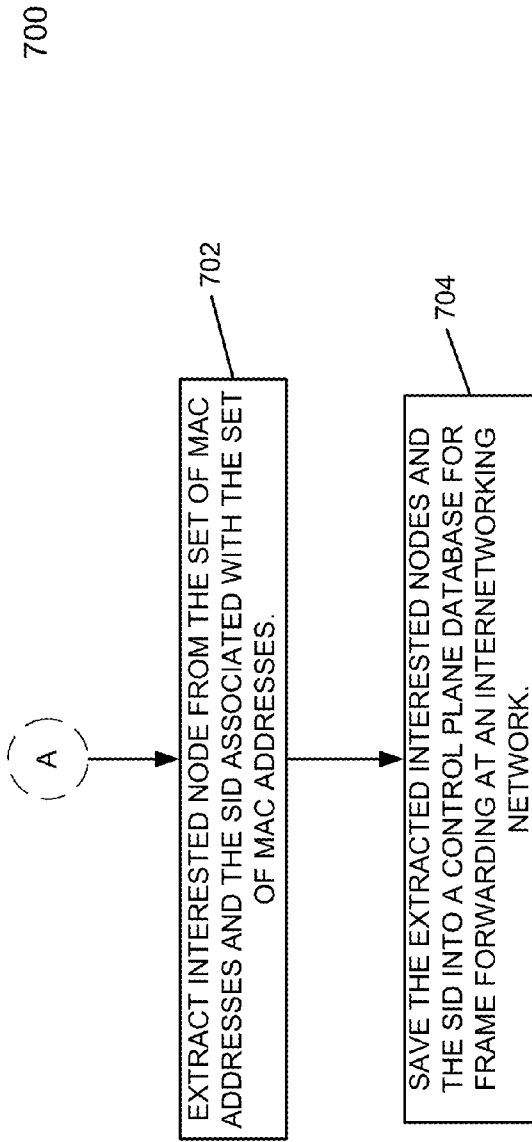 700
A
702
EXTRACT INTERESTED NODE FROM THE SET OF MAC
ADDRESSES AND THE SID ASSOCIATED WITH THE SET
OF MAC ADDRESSES.
704
SAVE THE EXTRACTED INTERESTED NODES AND
THE SID INTO A CONTROL PLANE DATABASE FOR
FRAME FORWARDING AT AN INTERNETWORKING
NETWORK.